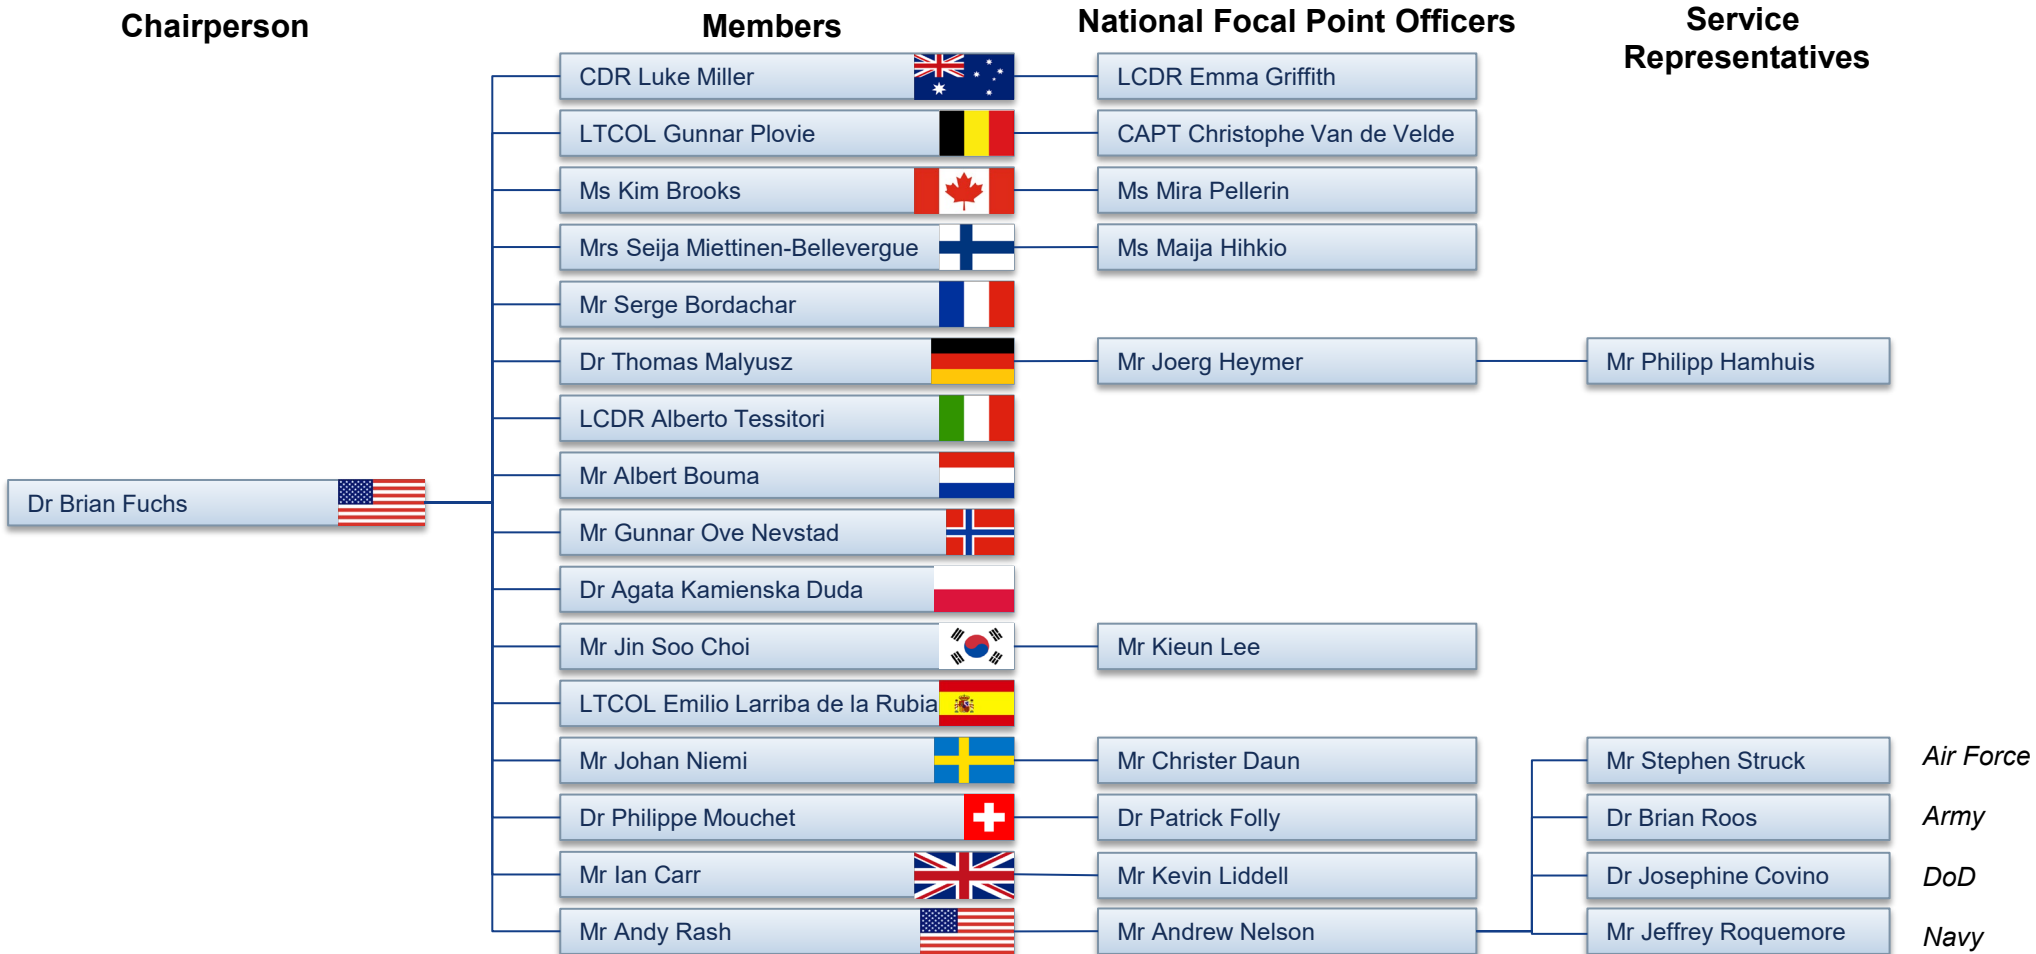 Chairperson
Members
National Focal Point Officers
Service
Representatives
CDR Luke Miller
LCDR Emma Griffith
LTCOL Gunnar Plovie
CAPT Christophe Van de Velde
Ms Kim Brooks
Ms Mira Pellerin
Mrs Seija Miettinen-Bellevergue
Ms Maija Hihkio
Mr Serge Bordachar
Dr Thomas Malyusz
Mr Joerg Heymer
Mr Philipp Hamhuis
LCDR Alberto Tessitori
Mr Albert Bouma
Dr Brian Fuchs
Mr Gunnar Ove Nevstad
Dr Agata Kamienska Duda
Mr Jin Soo Choi
Mr Kieun Lee
LTCOL Emilio Larriba de la Rubia
Mr Johan Niemi
Mr Christer Daun
Mr Stephen Struck
Air Force
Dr Philippe Mouchet
Dr Patrick Folly
Dr Brian Roos
Army
Mr Ian Carr
Mr Kevin Liddell
Dr Josephine Covino
DoD
Mr Andy Rash
Mr Andrew Nelson
Mr Jeffrey Roquemore
Navy